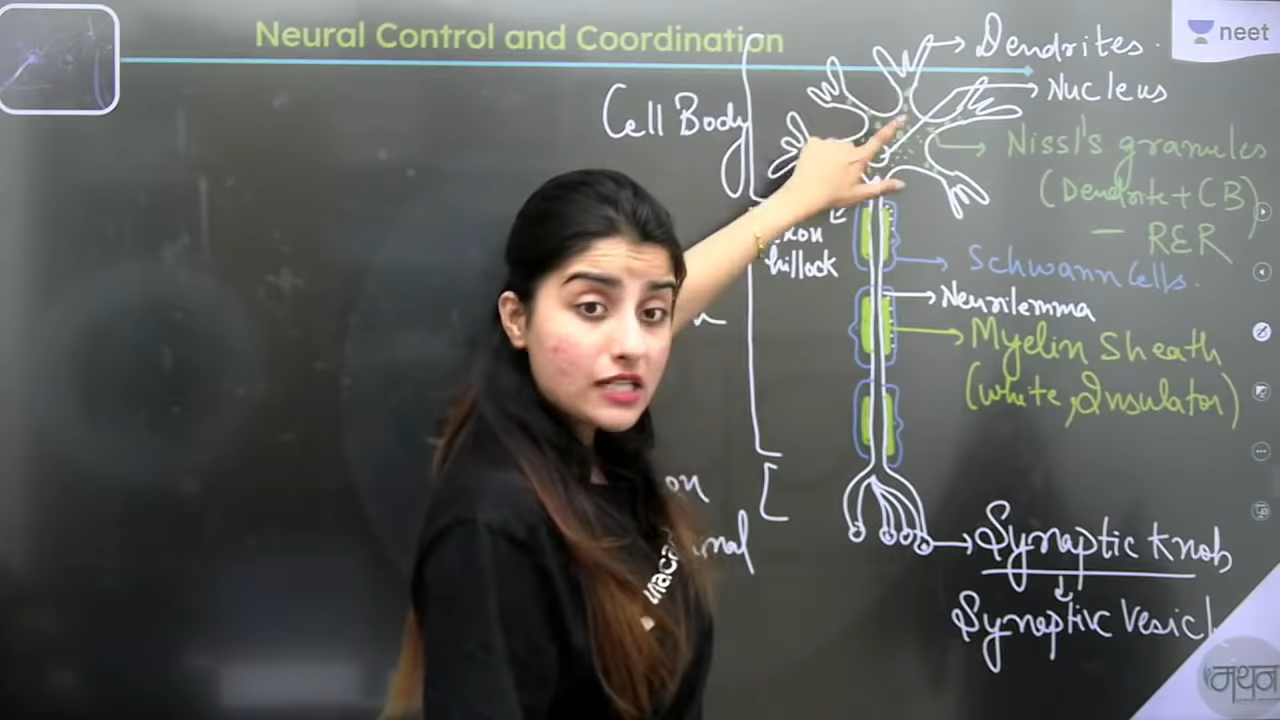 Neural Control and Coordination
neet
Dendrites
Nucleus
Cell Body
Nissl's granules
(Dendrite + CB)
— RER
hillock
Schwann Cells
Neurilemma
Myelin Sheath
(White, Insulator)
Synaptic Knob
Synaptic
मंथन